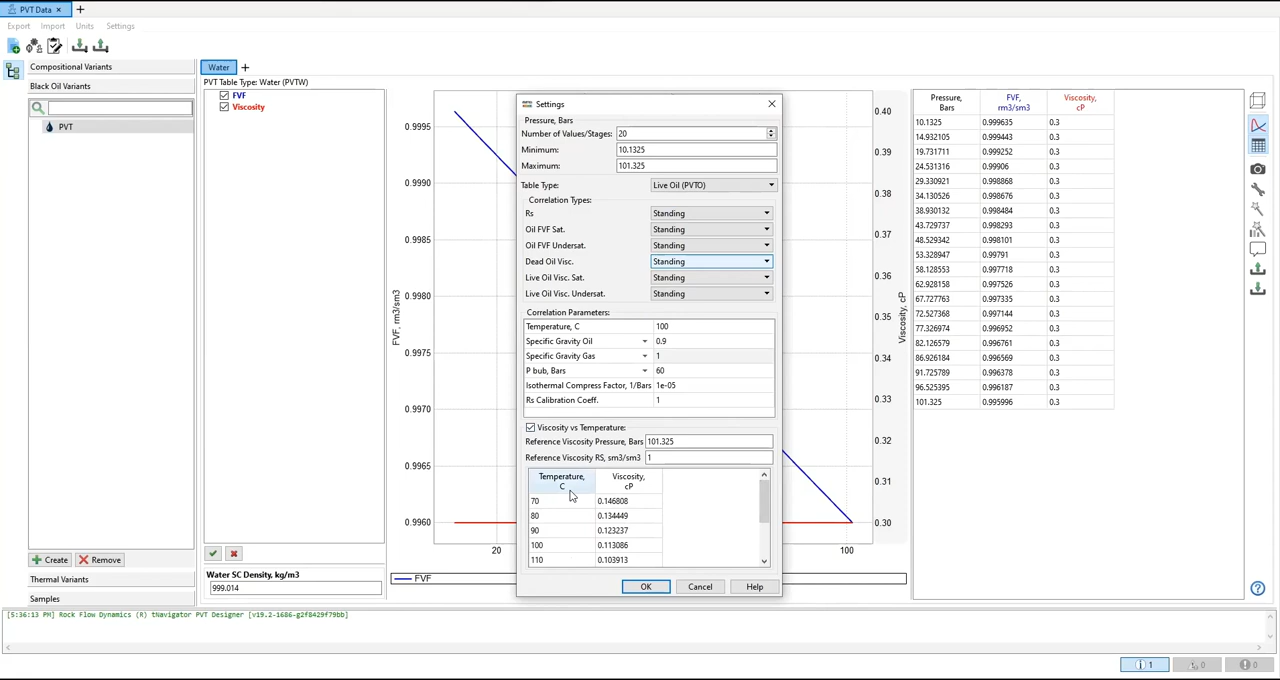 PVT Data
Export Import Units Settings
Compositional Variants
Black Oil Variants
PVT
Create Remove
Thermal Variants
Samples
Water
PVT Table Type: Water (PVTW)
FVF
Viscosity
Water SC Density, kg/m3
999.014
FVF, rm3/sm3
0.9995
0.9990
0.9985
0.9980
0.9975
0.9970
0.9965
0.9960
20
100
FVF
0.40
0.39
0.38
0.37
0.36
0.35
0.34
0.33
0.32
0.31
0.30
Viscosity, cP
Settings
Pressure, Bars
Number of Values/Stages: 20
Minimum: 10.1325
Maximum: 101.325
Table Type: Live Oil (PVTO)
Correlation Types:
Rs Standing
Oil FVF Sat. Standing
Oil FVF Undersat. Standing
Dead Oil Visc. Standing
Live Oil Visc. Sat. Standing
Live Oil Visc. Undersat. Standing
Correlation Parameters:
Temperature, C 100
Specific Gravity Oil 0.9
Specific Gravity Gas 1
P bub, Bars 60
Isothermal Compress Factor, 1/Bars 1e-05
Rs Calibration Coeff. 1
Viscosity vs Temperature:
Reference Viscosity Pressure, Bars 101.325
Reference Viscosity RS, sm3/sm3 1
Temperature, C Viscosity, cP
70 0.146808
80 0.134449
90 0.123237
100 0.113086
110 0.103913
OK Cancel Help
Pressure, Bars FVF, rm3/sm3 Viscosity, cP
10.1325 0.999635 0.3
14.932105 0.999443 0.3
19.731711 0.999252 0.3
24.531316 0.99906 0.3
29.330921 0.998868 0.3
34.130526 0.998676 0.3
38.930132 0.998484 0.3
43.729737 0.998293 0.3
48.529342 0.998101 0.3
53.328947 0.99791 0.3
58.128553 0.997718 0.3
62.928158 0.997526 0.3
67.727763 0.997335 0.3
72.527368 0.997144 0.3
77.326974 0.996952 0.3
82.126579 0.996761 0.3
86.926184 0.996569 0.3
91.725789 0.996378 0.3
96.525395 0.996187 0.3
101.325 0.995996 0.3
[5:36:13 PM] Rock Flow Dynamics (R) tNavigator PVT Designer [v19.2-1686-g2f8429f79bb]
1 0 0